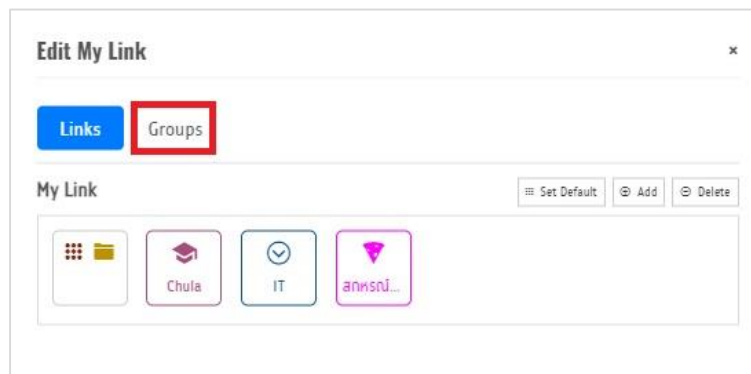 Edit My Link ×
Links Groups
My Link Set Default Add Delete
Chula IT สหกรณ์...